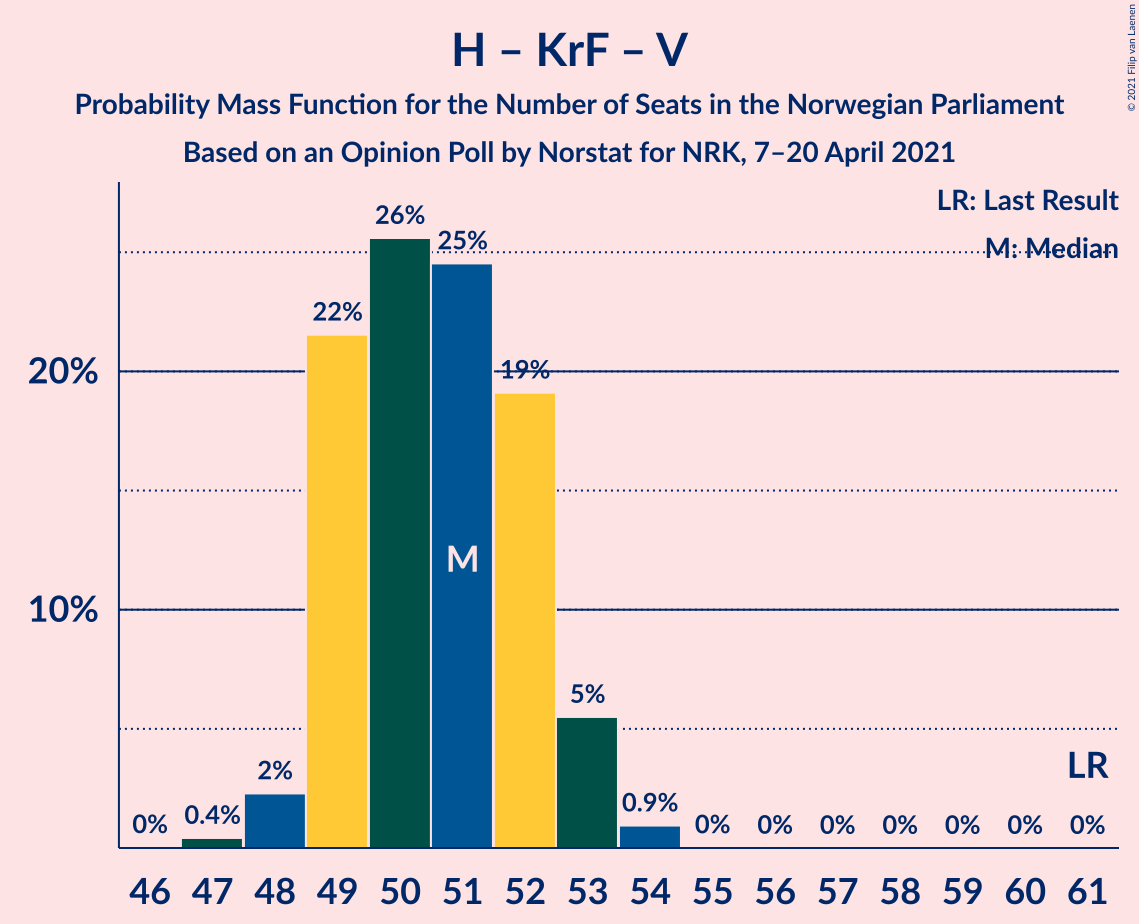 H – KrF – V
Probability Mass Function for the Number of Seats in the Norwegian Parliament
Based on an Opinion Poll by Norstat for NRK, 7–20 April 2021
© 2021 Filip van Laenen
LR: Last Result
M: Median
20%
10%
0%
0.4%
2%
22%
26%
25%
19%
5%
0.9%
0%
0%
0%
0%
0%
0%
0%
M
LR
46 47 48 49 50 51 52 53 54 55 56 57 58 59 60 61